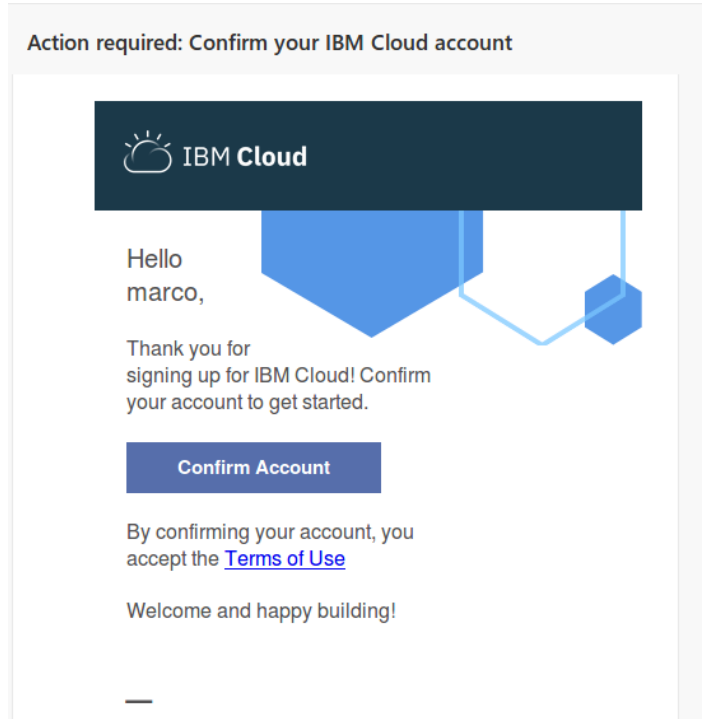 Action required: Confirm your IBM Cloud account
IBM Cloud
Hello
marco,
Thank you for
signing up for IBM Cloud! Confirm
your account to get started.
Confirm Account
By confirming your account, you
accept the Terms of Use
Welcome and happy building!